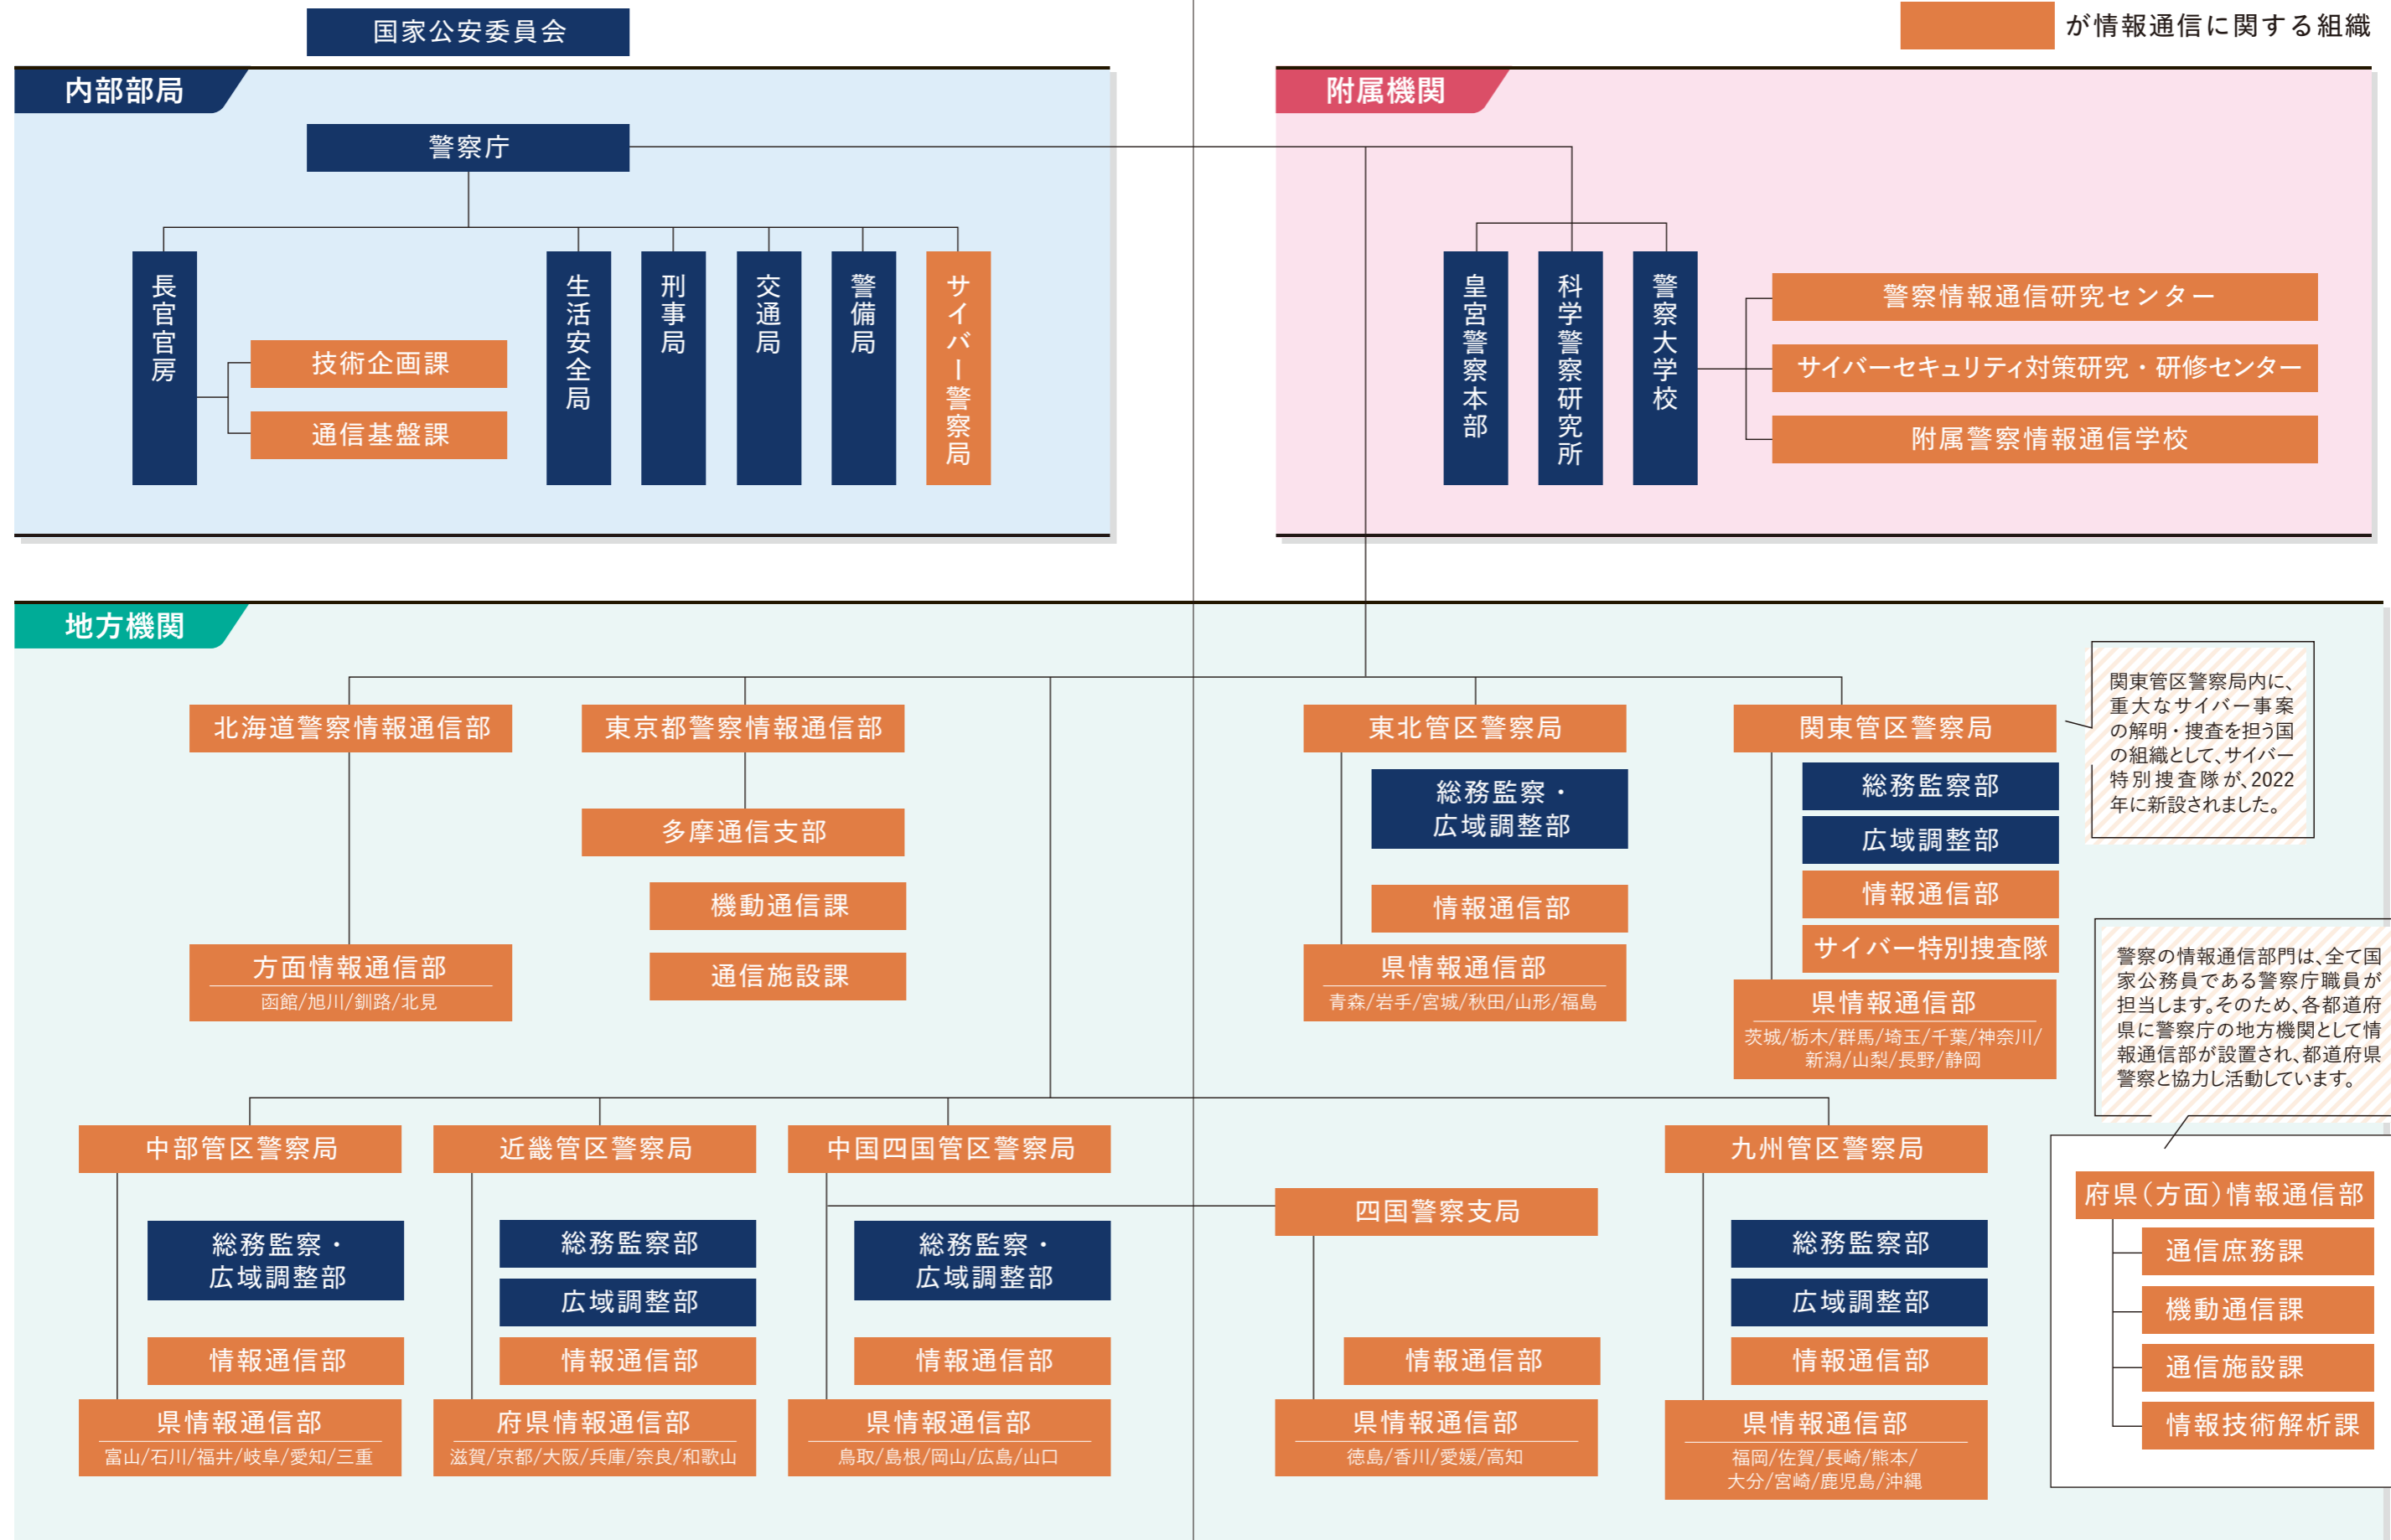 国家公安委員会
が情報通信に関する組織
内部部局
警察庁
長官官房
技術企画課
通信基盤課
生活安全局
刑事局
交通局
警備局
サイバー警察局
附属機関
皇宮警察本部
科学警察研究所
警察大学校
警察情報通信研究センター
サイバーセキュリティ対策研究・研修センター
附属警察情報通信学校
地方機関
北海道警察情報通信部
方面情報通信部
函館/旭川/釧路/北見
東京都警察情報通信部
多摩通信支部
機動通信課
通信施設課
東北管区警察局
総務監察・
広域調整部
情報通信部
県情報通信部
青森/岩手/宮城/秋田/山形/福島
関東管区警察局
総務監察部
広域調整部
情報通信部
サイバー特別捜査隊
県情報通信部
茨城/栃木/群馬/埼玉/千葉/神奈川/
新潟/山梨/長野/静岡
関東管区警察局内に、
重大なサイバー事案
の解明・捜査を担う国
の組織として、サイバー
特別捜査隊が、2022
年に新設されました。
中部管区警察局
総務監察・
広域調整部
情報通信部
県情報通信部
富山/石川/福井/岐阜/愛知/三重
近畿管区警察局
総務監察部
広域調整部
情報通信部
府県情報通信部
滋賀/京都/大阪/兵庫/奈良/和歌山
中国四国管区警察局
総務監察・
広域調整部
情報通信部
県情報通信部
鳥取/島根/岡山/広島/山口
四国警察支局
情報通信部
県情報通信部
徳島/香川/愛媛/高知
九州管区警察局
総務監察部
広域調整部
情報通信部
県情報通信部
福岡/佐賀/長崎/熊本/
大分/宮崎/鹿児島/沖縄
警察の情報通信部門は、全て国
家公務員である警察庁職員が
担当します。そのため、各都道府
県に警察庁の地方機関として情
報通信部が設置され、都道府県
警察と協力し活動しています。
府県(方面)情報通信部
通信庶務課
機動通信課
通信施設課
情報技術解析課